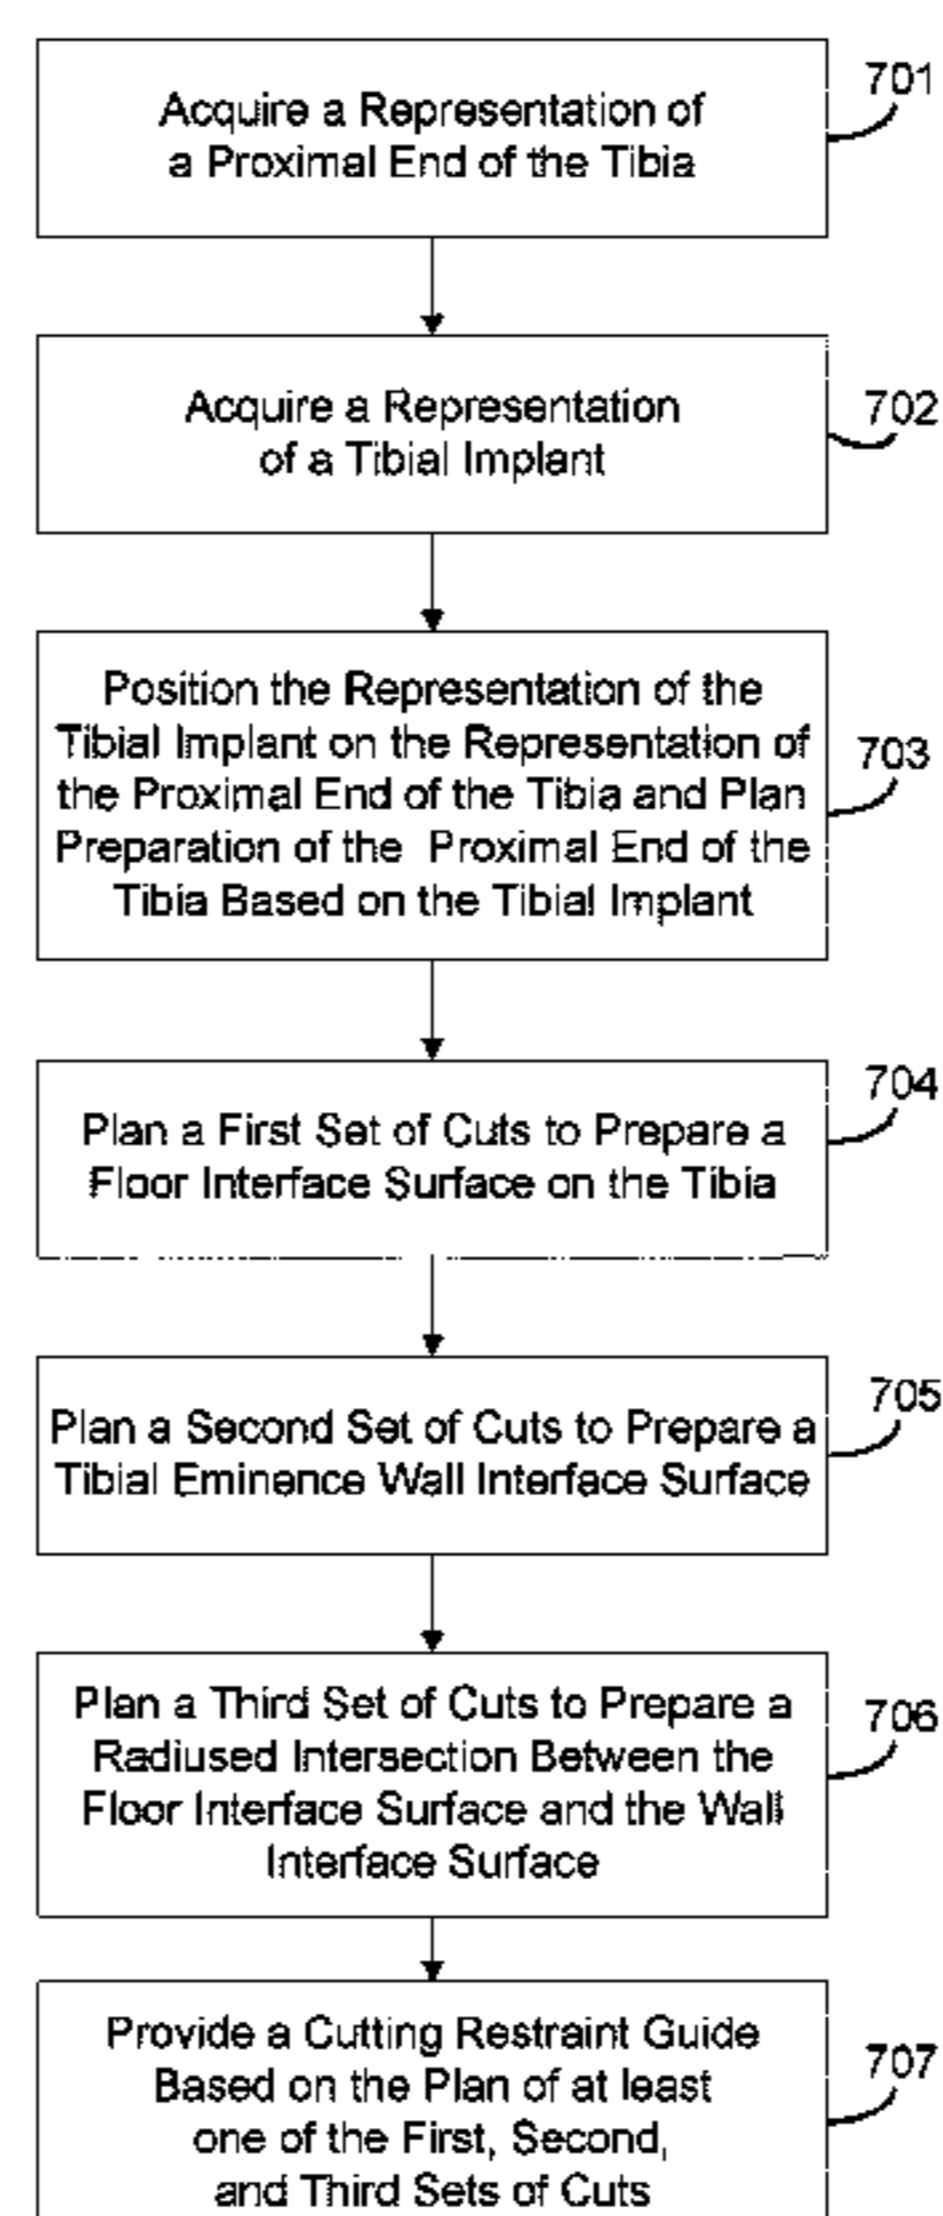 Acquire a Representation of
a Proximal End of the Tibia
701
Acquire a Representation
of a Tibial Implant
702
Position the Representation of the
Tibial Implant on the Representation of
the Proximal End of the Tibia and Plan
Preparation of the Proximal End of the
Tibia Based on the Tibial Implant
703
Plan a First Set of Cuts to Prepare a
Floor Interface Surface on the Tibia
704
Plan a Second Set of Cuts to Prepare a
Tibial Eminence Wall Interface Surface
705
Plan a Third Set of Cuts to Prepare a
Radiused Intersection Between the
Floor Interface Surface and the Wall
Interface Surface
706
Provide a Cutting Restraint Guide
Based on the Plan of at least
one of the First, Second,
and Third Sets of Cuts
707